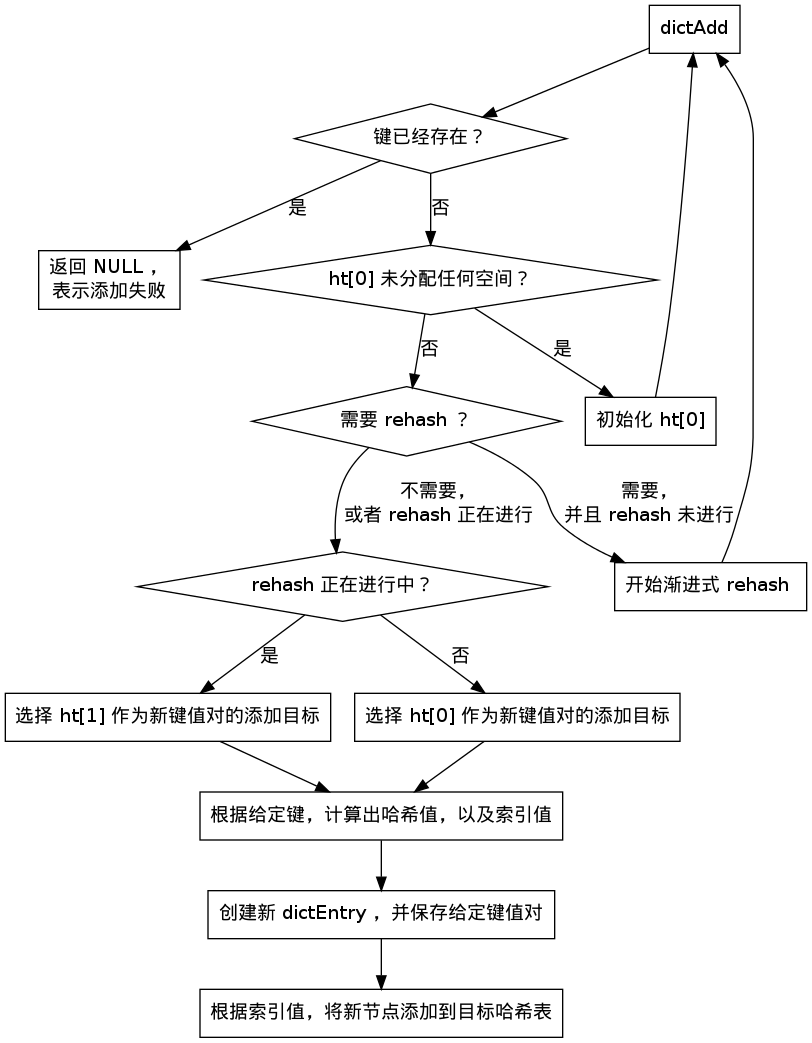 dictAdd
键已经存在？
是
否
返回 NULL ，
表示添加失败
ht[0] 未分配任何空间？
否
是
需要 rehash ？
初始化 ht[0]
不需要，
或者 rehash 正在进行
需要，
并且 rehash 未进行
rehash 正在进行中？
开始渐进式 rehash
是
否
选择 ht[1] 作为新键值对的添加目标
选择 ht[0] 作为新键值对的添加目标
根据给定键，计算出哈希值，以及索引值
创建新 dictEntry ，并保存给定键值对
根据索引值，将新节点添加到目标哈希表